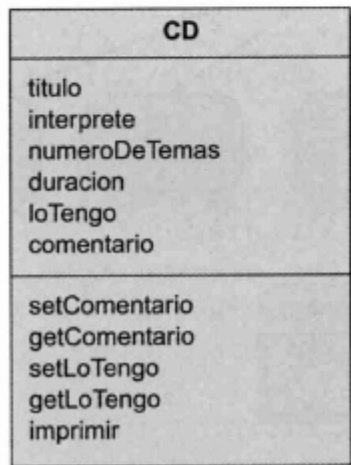 CD
titulo
interprete
numeroDeTemas
duracion
loTengo
comentario
setComentario
getComentario
setLoTengo
getLoTengo
imprimir